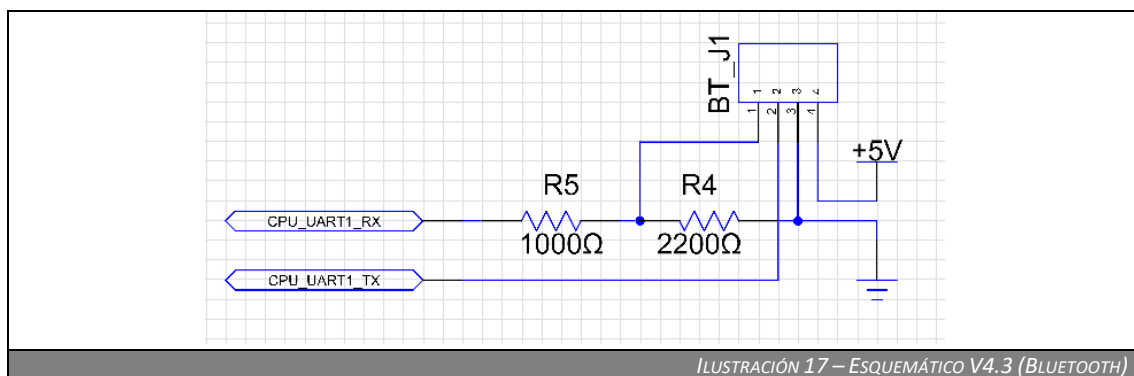 BT_J1
1 2 3 4
1 2 3 4
+5V
R5
R4
CPU_UART1_RX
1000Ω
2200Ω
CPU_UART1_TX
ILUSTRACIÓN 17 – ESQUEMÁTICO V4.3 (BLUETOOTH)